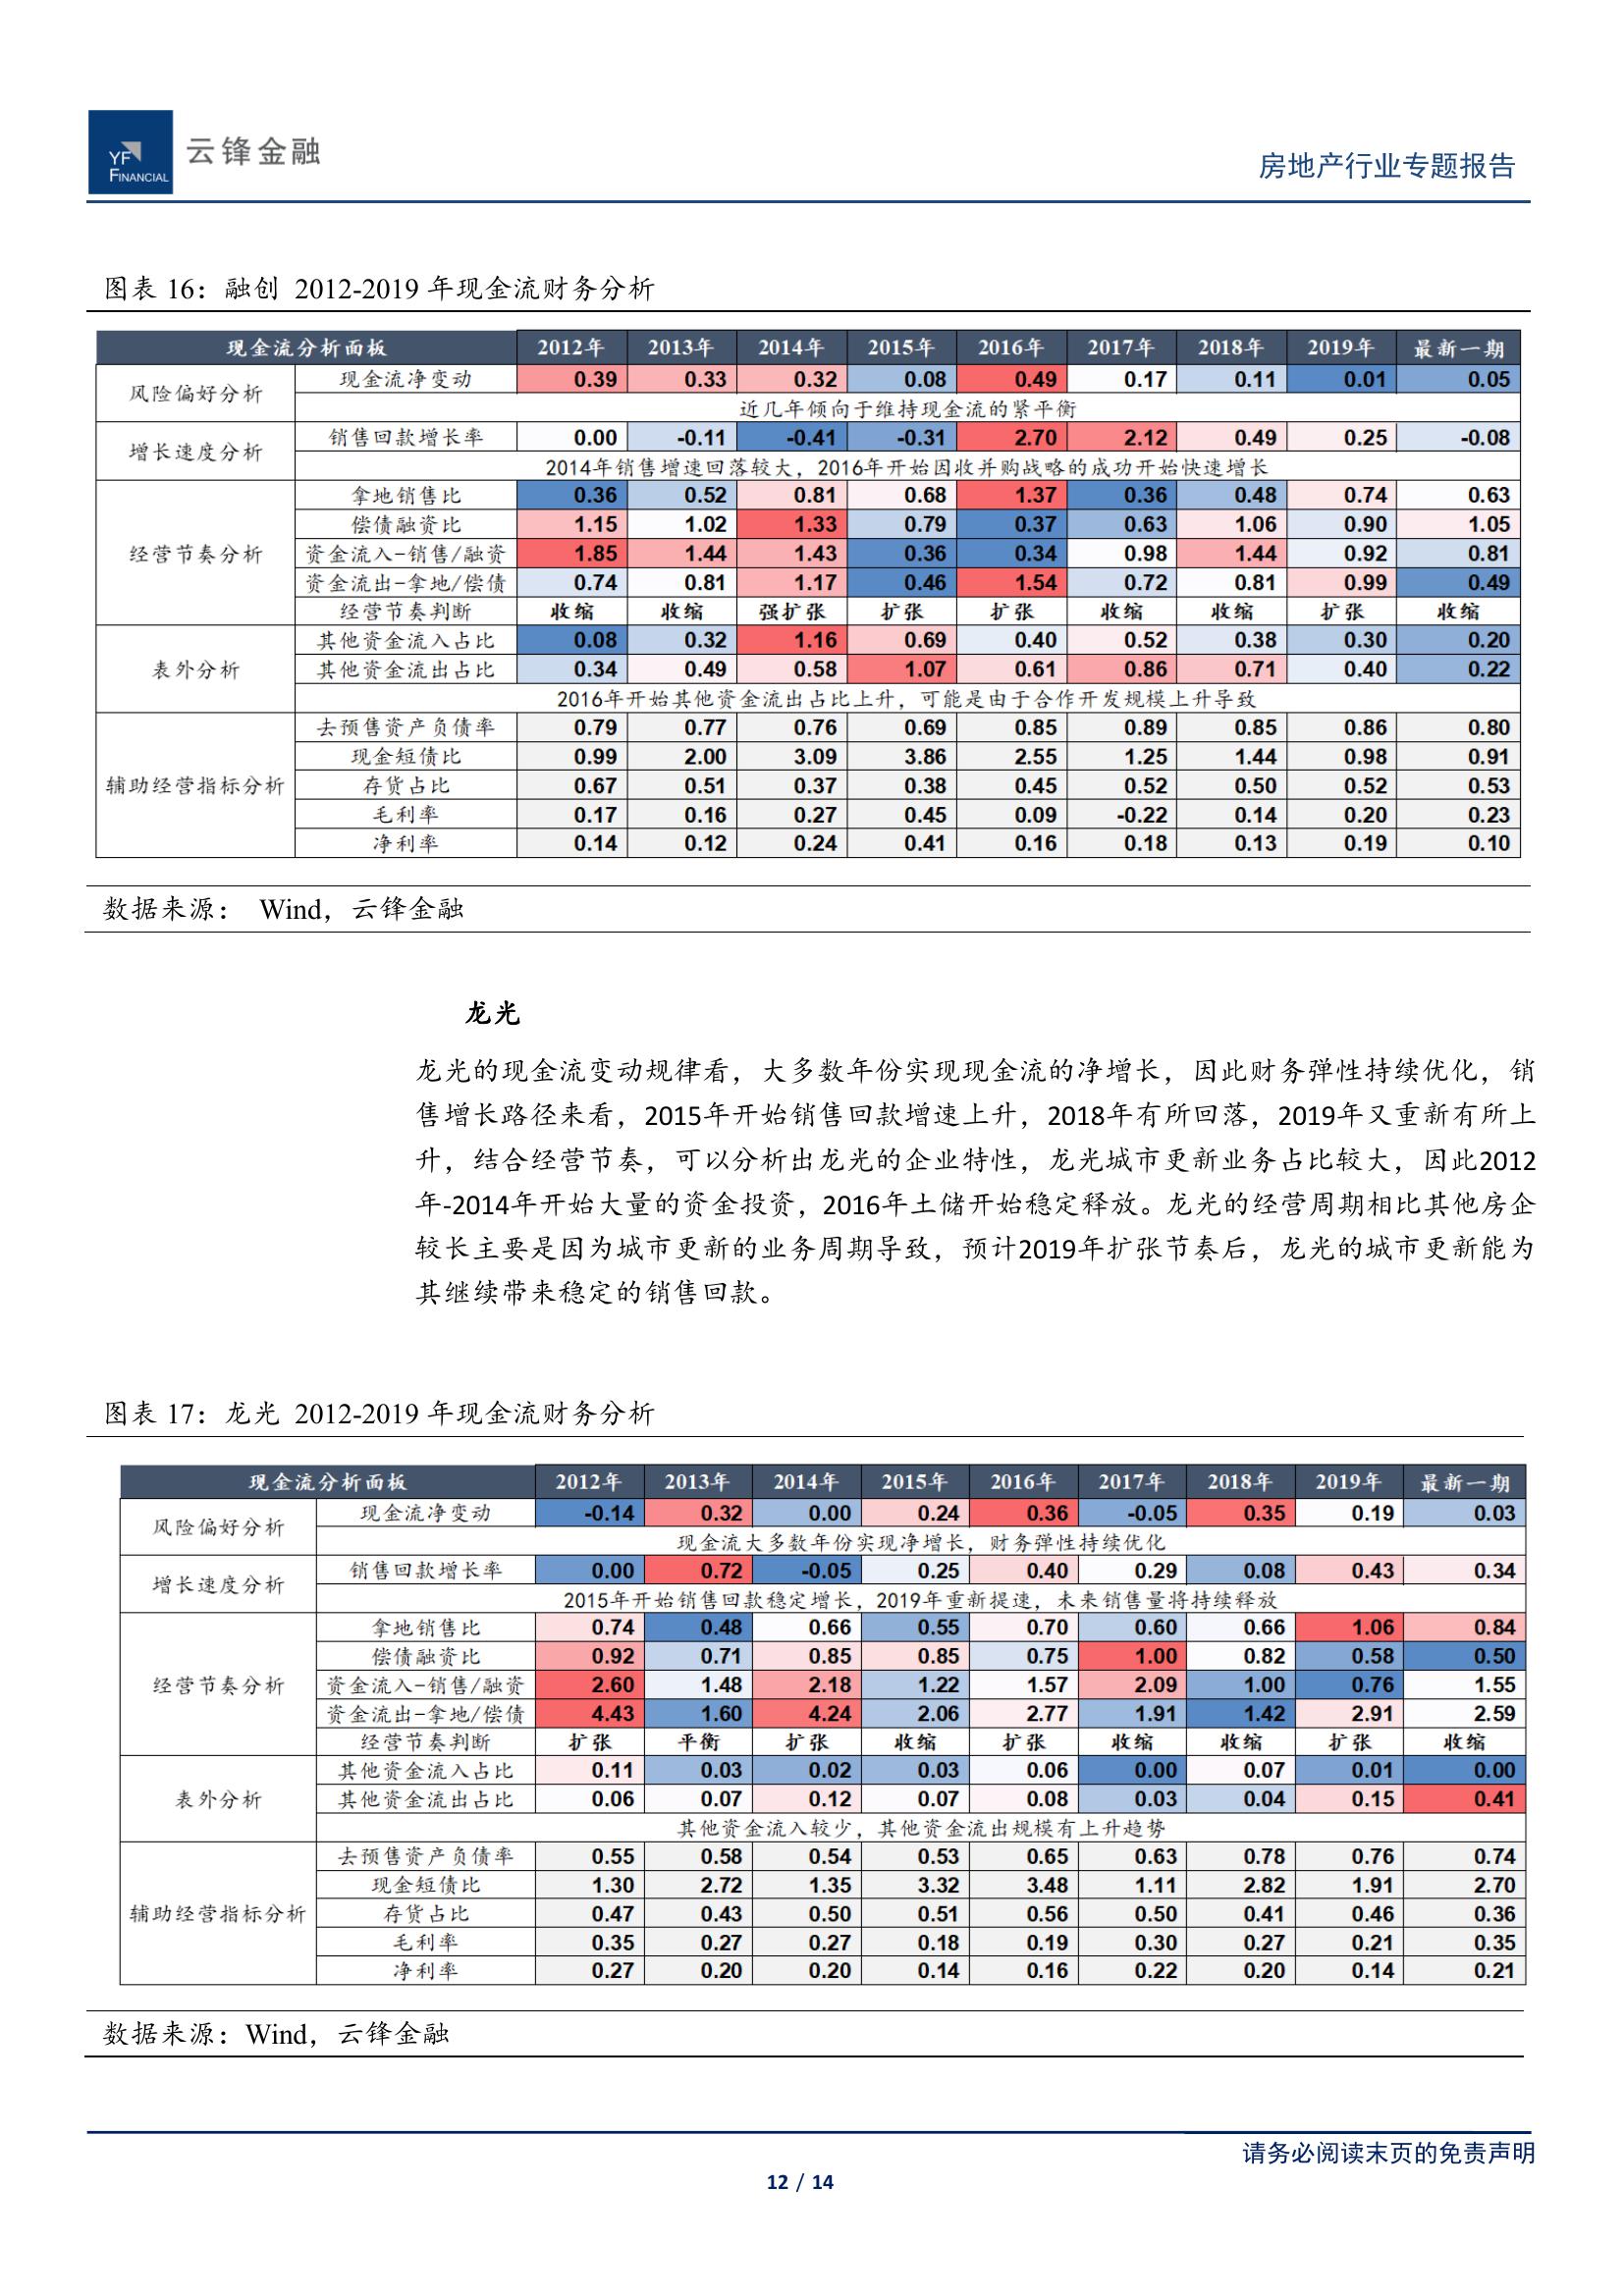 YF
FINANCIAL
云锋金融
房地产行业专题报告
图表 16：融创 2012-2019 年现金流财务分析
现金流分析面板 2012年 2013年 2014年 2015年 2016年 2017年 2018年 2019年 最新一期
风险偏好分析 现金流净变动 0.39 0.33 0.32 0.08 0.49 0.17 0.11 0.01 0.05
近几年倾向于维持现金流的紧平衡
增长速度分析 销售回款增长率 0.00 -0.11 -0.41 -0.31 2.70 2.12 0.49 0.25 -0.08
2014年销售增速回落较大，2016年开始因收并购战略的成功开始快速增长
经营节奏分析 拿地销售比 0.36 0.52 0.81 0.68 1.37 0.36 0.48 0.74 0.63
偿债融资比 1.15 1.02 1.33 0.79 0.37 0.63 1.06 0.90 1.05
资金流入-销售/融资 1.85 1.44 1.43 0.36 0.34 0.98 1.44 0.92 0.81
资金流出-拿地/偿债 0.74 0.81 1.17 0.46 1.54 0.72 0.81 0.99 0.49
经营节奏判断 收缩 收缩 强扩张 扩张 扩张 收缩 收缩 扩张 收缩
表外分析 其他资金流入占比 0.08 0.32 1.16 0.69 0.40 0.52 0.38 0.30 0.20
其他资金流出占比 0.34 0.49 0.58 1.07 0.61 0.86 0.71 0.40 0.22
2016年开始其他资金流出占比上升，可能是由于合作开发规模上升导致
辅助经营指标分析 去预售资产负债率 0.79 0.77 0.76 0.69 0.85 0.89 0.85 0.86 0.80
现金短债比 0.99 2.00 3.09 3.86 2.55 1.25 1.44 0.98 0.91
存货占比 0.67 0.51 0.37 0.38 0.45 0.52 0.50 0.52 0.53
毛利率 0.17 0.16 0.27 0.45 0.09 -0.22 0.14 0.20 0.23
净利率 0.14 0.12 0.24 0.41 0.16 0.18 0.13 0.19 0.10
数据来源： Wind，云锋金融
龙光
龙光的现金流变动规律看，大多数年份实现现金流的净增长，因此财务弹性持续优化，销
售增长路径来看，2015年开始销售回款增速上升，2018年有所回落，2019年又重新有所上
升，结合经营节奏，可以分析出龙光的企业特性，龙光城市更新业务占比较大，因此2012
年-2014年开始大量的资金投资，2016年土储开始稳定释放。龙光的经营周期相比其他房企
较长主要是因为城市更新的业务周期导致，预计2019年扩张节奏后，龙光的城市更新能为
其继续带来稳定的销售回款。
图表 17：龙光 2012-2019 年现金流财务分析
现金流分析面板 2012年 2013年 2014年 2015年 2016年 2017年 2018年 2019年 最新一期
风险偏好分析 现金流净变动 -0.14 0.32 0.00 0.24 0.36 -0.05 0.35 0.19 0.03
现金流大多数年份实现净增长，财务弹性持续优化
增长速度分析 销售回款增长率 0.00 0.72 -0.05 0.25 0.40 0.29 0.08 0.43 0.34
2015年开始销售回款稳定增长，2019年重新提速，未来销售量将持续释放
经营节奏分析 拿地销售比 0.74 0.48 0.66 0.55 0.70 0.60 0.66 1.06 0.84
偿债融资比 0.92 0.71 0.85 0.85 0.75 1.00 0.82 0.58 0.50
资金流入-销售/融资 2.60 1.48 2.18 1.22 1.57 2.09 1.00 0.76 1.55
资金流出-拿地/偿债 4.43 1.60 4.24 2.06 2.77 1.91 1.42 2.91 2.59
经营节奏判断 扩张 平衡 扩张 收缩 扩张 收缩 收缩 扩张 收缩
表外分析 其他资金流入占比 0.11 0.03 0.02 0.03 0.06 0.00 0.07 0.01 0.00
其他资金流出占比 0.06 0.07 0.12 0.07 0.08 0.03 0.04 0.15 0.41
其他资金流入较少，其他资金流出规模有上升趋势
辅助经营指标分析 去预售资产负债率 0.55 0.58 0.54 0.53 0.65 0.63 0.78 0.76 0.74
现金短债比 1.30 2.72 1.35 3.32 3.48 1.11 2.82 1.91 2.70
存货占比 0.47 0.43 0.50 0.51 0.56 0.50 0.41 0.46 0.36
毛利率 0.35 0.27 0.27 0.18 0.19 0.30 0.27 0.21 0.35
净利率 0.27 0.20 0.20 0.14 0.16 0.22 0.20 0.14 0.21
数据来源：Wind，云锋金融
请务必阅读末页的免责声明
12 / 14